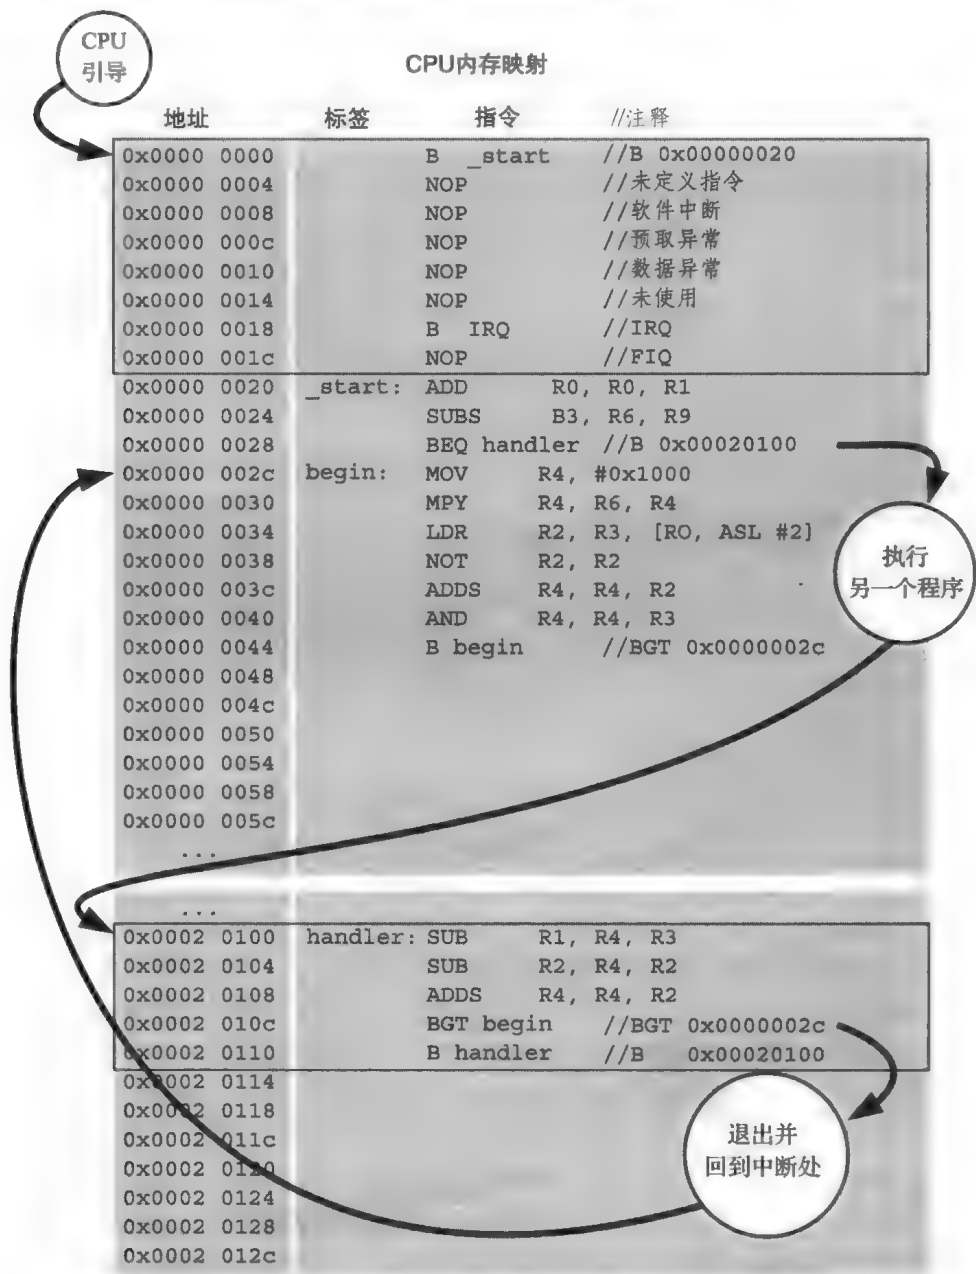 CPU
引导
CPU内存映射
地址 标签 指令 //注释
0x0000 0000 B _start //B 0x00000020
0x0000 0004 NOP //未定义指令
0x0000 0008 NOP //软件中断
0x0000 000c NOP //预取异常
0x0000 0010 NOP //数据异常
0x0000 0014 NOP //未使用
0x0000 0018 B IRQ //IRQ
0x0000 001c NOP //FIQ
0x0000 0020 _start: ADD R0, R0, R1
0x0000 0024 SUBS B3, R6, R9
0x0000 0028 BEQ handler //B 0x00020100
0x0000 002c begin: MOV R4, #0x1000
0x0000 0030 MPY R4, R6, R4
0x0000 0034 LDR R2, R3, [RO, ASL #2]
0x0000 0038 NOT R2, R2
0x0000 003c ADDS R4, R4, R2
0x0000 0040 AND R4, R4, R3
0x0000 0044 B begin //BGT 0x0000002c
0x0000 0048
0x0000 004c
0x0000 0050
0x0000 0054
0x0000 0058
0x0000 005c
...
执行
另一个程序
...
0x0002 0100 handler: SUB R1, R4, R3
0x0002 0104 SUB R2, R4, R2
0x0002 0108 ADDS R4, R4, R2
0x0002 010c BGT begin //BGT 0x0000002c
0x0002 0110 B handler //B 0x00020100
0x0002 0114
0x0002 0118
0x0002 011c
0x0002 0120
0x0002 0124
0x0002 0128
0x0002 012c
退出并
回到中断处